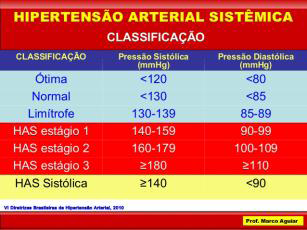 HIPERTENSÃO ARTERIAL SISTÊMICA
CLASSIFICAÇÃO
CLASSIFICAÇÃO Pressão Sistólica (mmHg) Pressão Diastólica (mmHg)
Ótima <120 <80
Normal <130 <85
Limítrofe 130-139 85-89
HAS estágio 1 140-159 90-99
HAS estágio 2 160-179 100-109
HAS estágio 3 ≥180 ≥110
HAS Sistólica ≥140 <90
VI Diretrizes Brasileiras de Hipertensão Arterial, 2010
Prof. Marco Aguiar